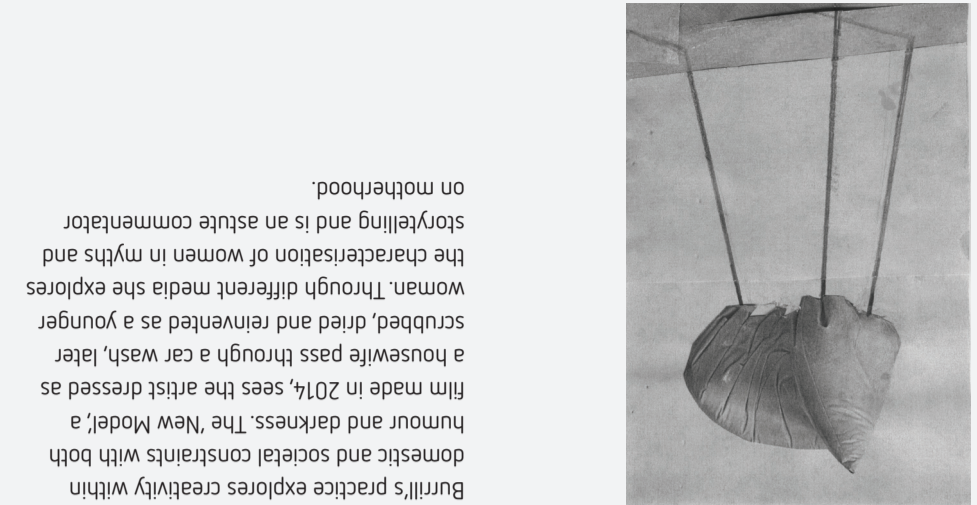 Burrill's practice explores creativity within
domestic and societal constraints with both
humour and darkness. The ‘New Model’, a
film made in 2014, sees the artist dressed as
a housewife pass through a car wash, later
scrubbed, dried and reinvented as a younger
woman. Through different media she explores
the characterisation of women in myths and
storytelling and is an astute commentator
on motherhood.